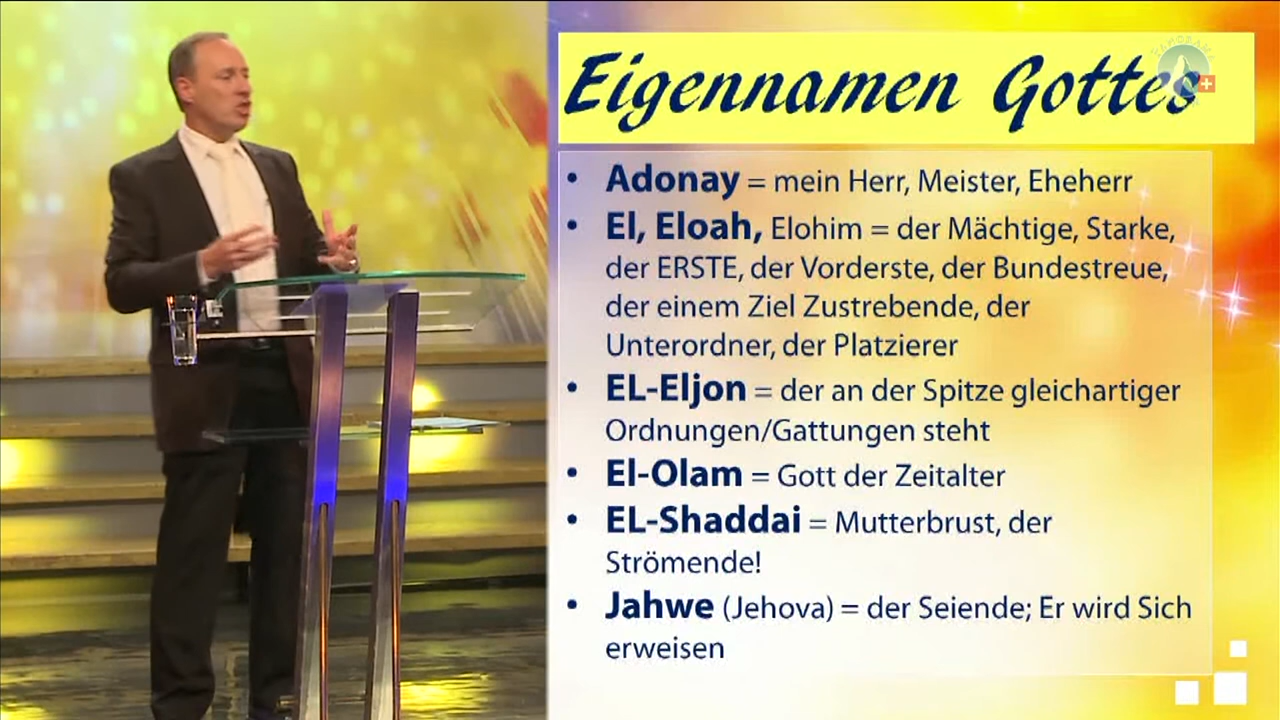 Eigennamen Gottes
• Adonay = mein Herr, Meister, Eheherr
• El, Eloah, Elohim = der Mächtige, Starke,
der ERSTE, der Vorderste, der Bundestreue,
der einem Ziel Zustrebende, der
Unterordner, der Platzierer
• EL-Eljon = der an der Spitze gleichartiger
Ordnungen/Gattungen steht
• El-Olam = Gott der Zeitalter
• EL-Shaddai = Mutterbrust, der
Strömende!
• Jahwe (Jehova) = der Seiende; Er wird Sich
erweisen